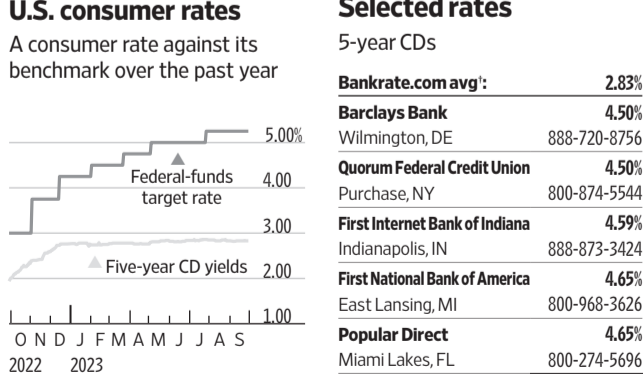 U.S. consumer rates
A consumer rate against its
benchmark over the past year
5.00%
Federal-funds
target rate
4.00
3.00
Five-year CD yields
2.00
1.00
O N D J F M A M J J A S
2022 2023
Selected rates
5-year CDs
Bankrate.com avg†: 2.83%
Barclays Bank 4.50%
Wilmington, DE 888-720-8756
Quorum Federal Credit Union 4.50%
Purchase, NY 800-874-5544
First Internet Bank of Indiana 4.59%
Indianapolis, IN 888-873-3424
First National Bank of America 4.65%
East Lansing, MI 800-968-3626
Popular Direct 4.65%
Miami Lakes, FL 800-274-5696